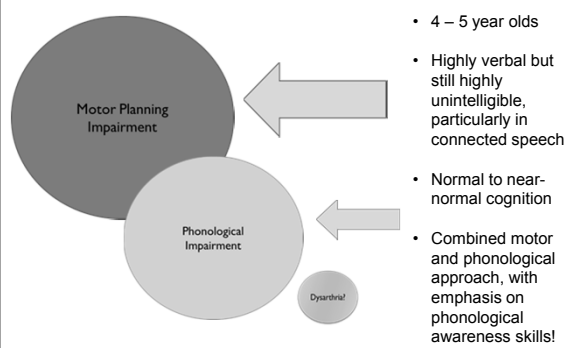 Motor Planning
Impairment
Phonological
Impairment
Dysarthria?
• 4 – 5 year olds
• Highly verbal but
still highly
unintelligible,
particularly in
connected speech
• Normal to near-
normal cognition
• Combined motor
and phonological
approach, with
emphasis on
phonological
awareness skills!